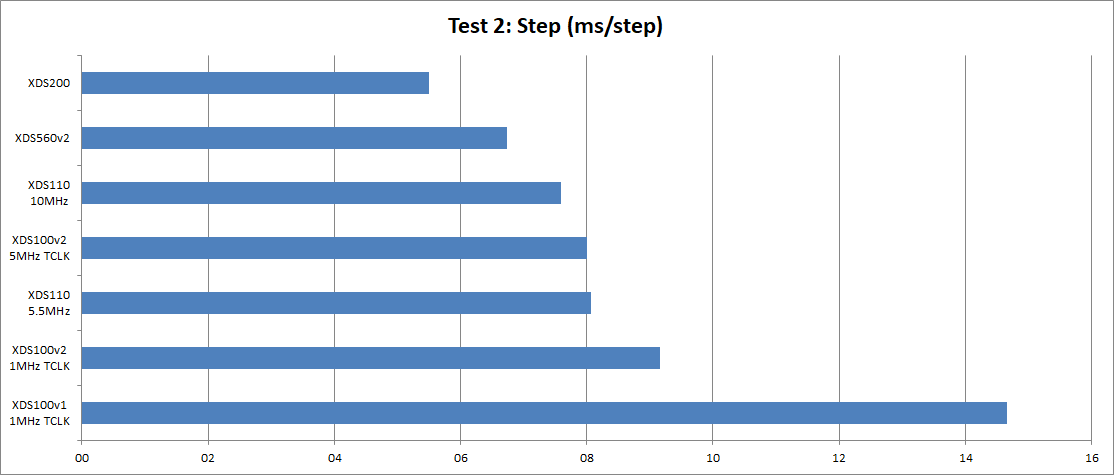 Test 2: Step (ms/step)
XDS200
XDS560v2
XDS110
10MHz
XDS100v2
5MHz TCLK
XDS110
5.5MHz
XDS100v2
1MHz TCLK
XDS100v1
1MHz TCLK
00 02 04 06 08 10 12 14 16